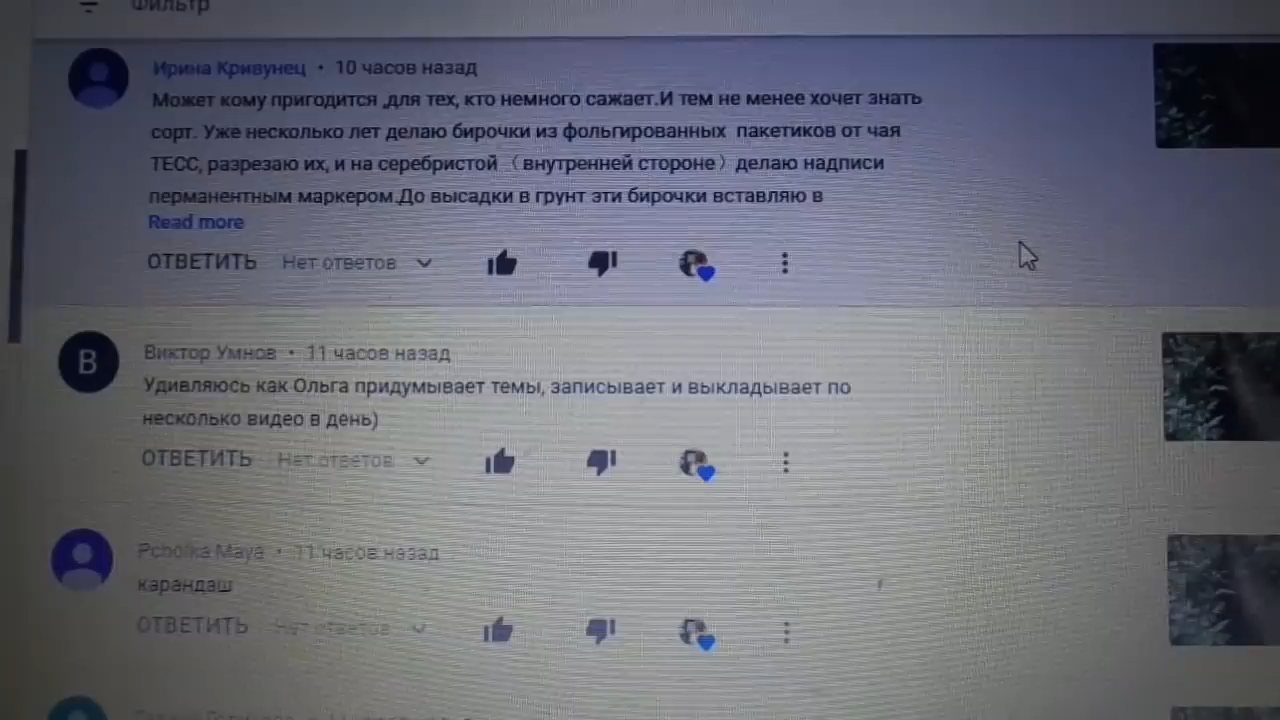 Фильтр
Ирина Кривунец • 10 часов назад
Может кому пригодится ,для тех, кто немного сажает.И тем не менее хочет знать
сорт. Уже несколько лет делаю бирочки из фольгированных пакетиков от чая
ТЕСС, разрезаю их, и на серебристой (внутренней стороне) делаю надписи
перманентным маркером.До высадки в грунт эти бирочки вставляю в
Read more
ОТВЕТИТЬ Нет ответов
В
Виктор Умнов • 11 часов назад
Удивляюсь как Ольга придумывает темы, записывает и выкладывает по
несколько видео в день)
ОТВЕТИТЬ Нет ответов
Pcholka Maya • 11 часов назад
карандаш
ОТВЕТИТЬ Нет ответов